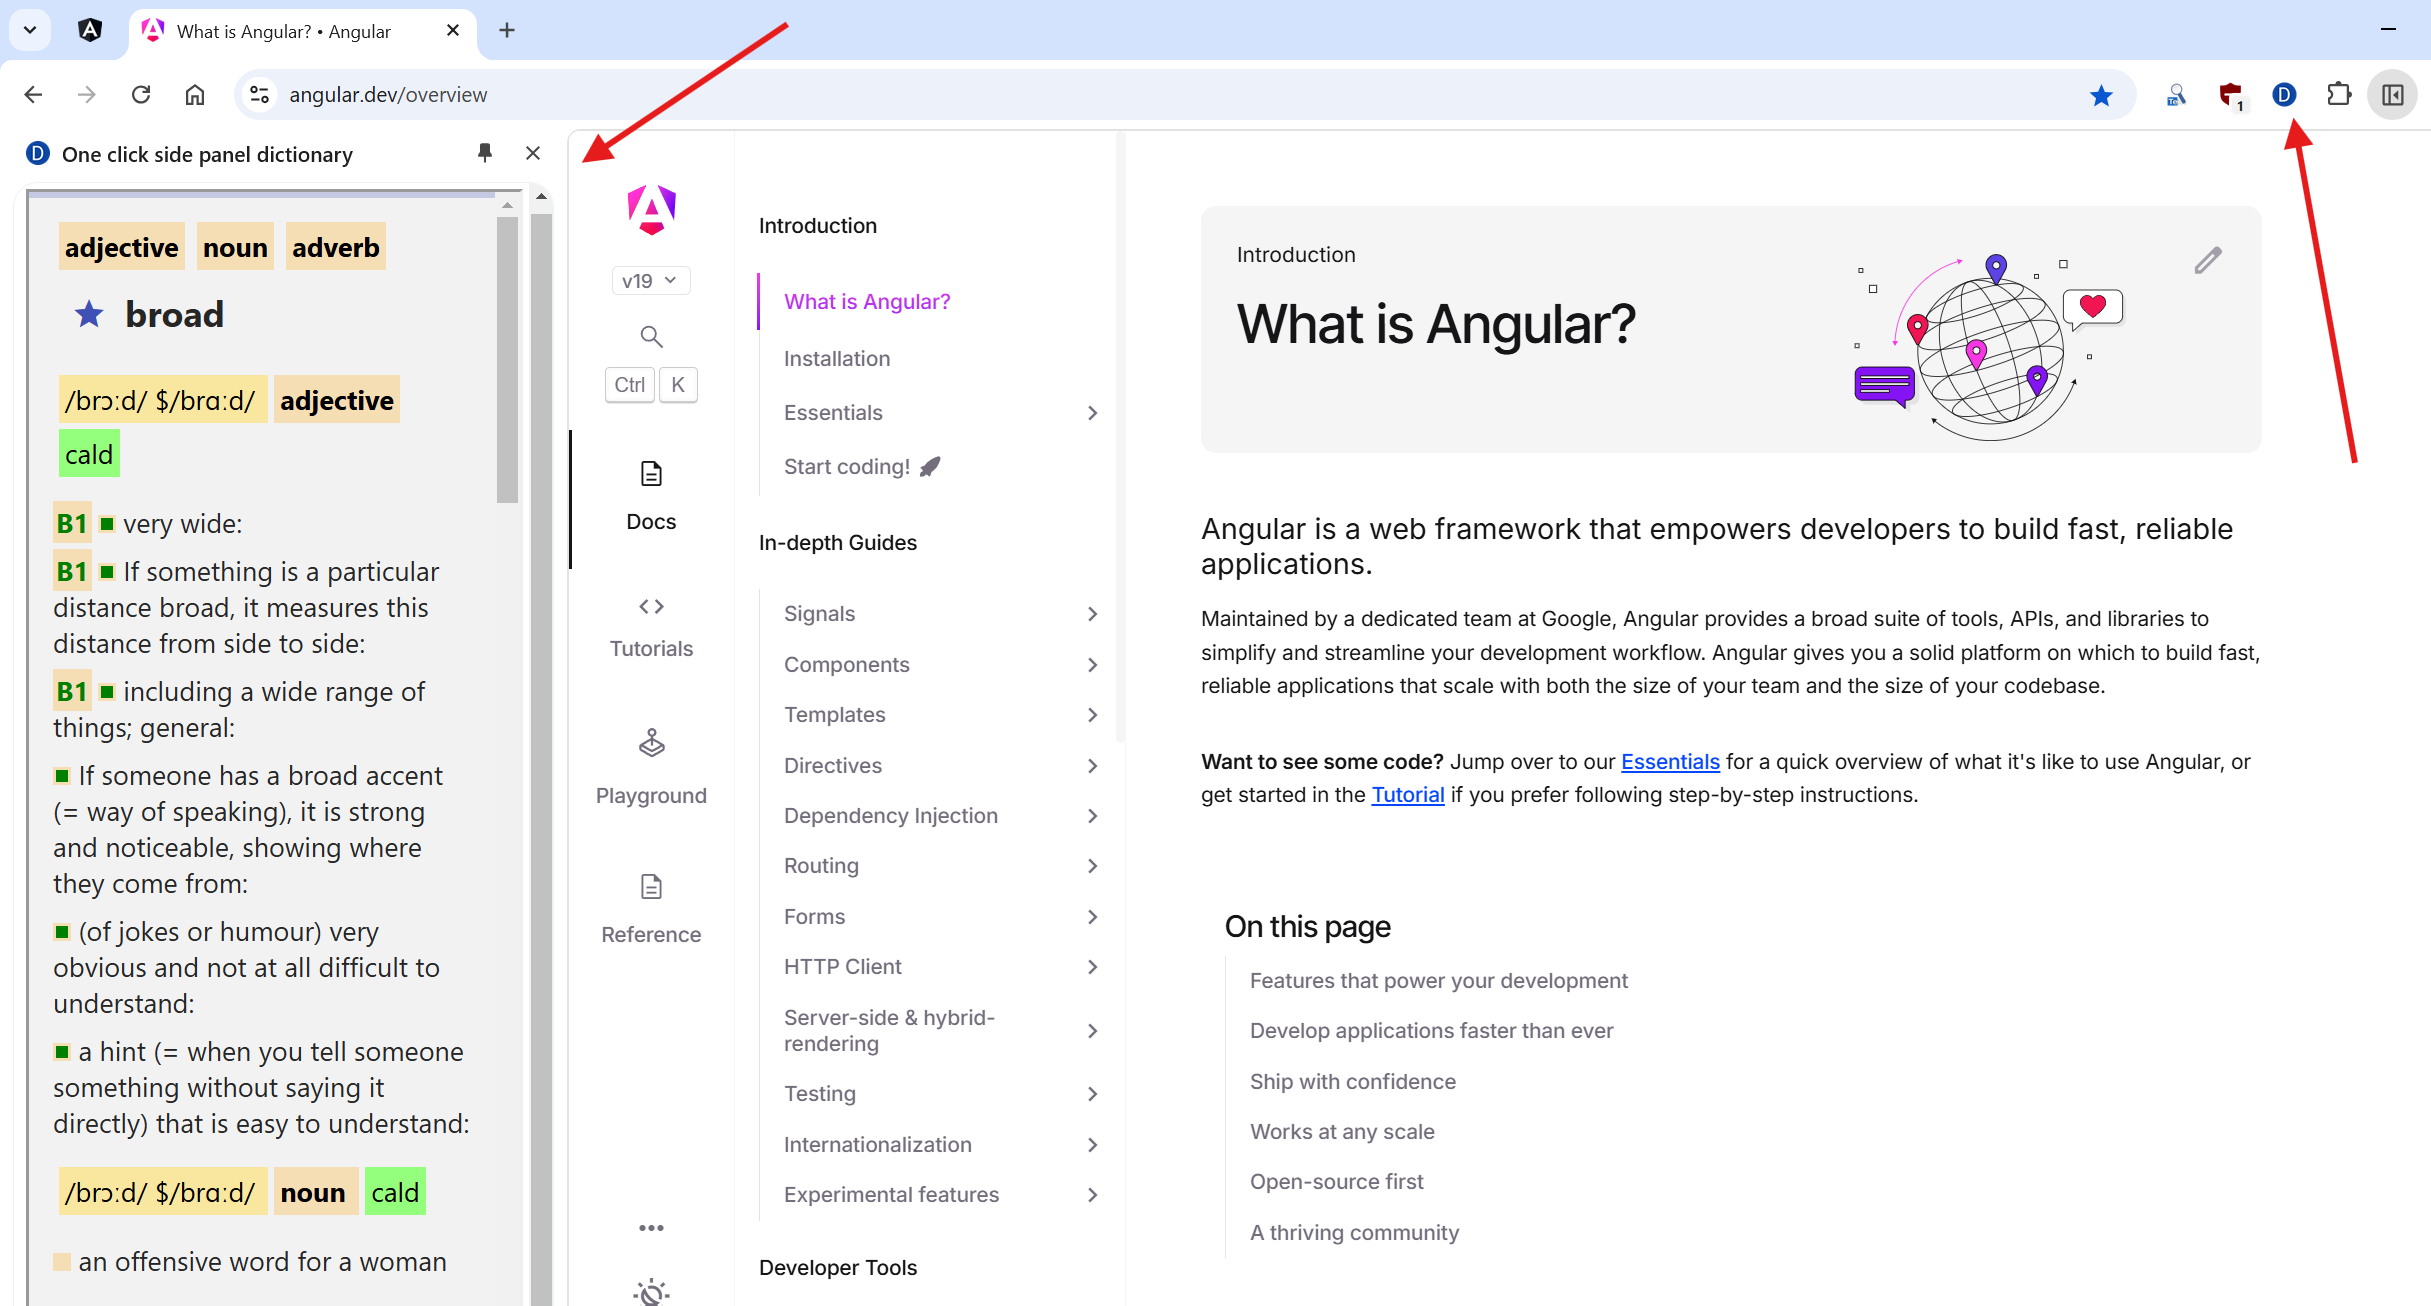 What is Angular? • Angular
angular.dev/overview
1
D
D One click side panel dictionary
adjective noun adverb
broad
/brɔːd/ $/brɑːd/ adjective
cald
B1 very wide:
B1 If something is a particular
distance broad, it measures this
distance from side to side:
B1 including a wide range of
things; general:
If someone has a broad accent
(= way of speaking), it is strong
and noticeable, showing where
they come from:
(of jokes or humour) very
obvious and not at all difficult to
understand:
a hint (= when you tell someone
something without saying it
directly) that is easy to understand:
/brɔːd/ $/brɑːd/ noun cald
an offensive word for a woman
v19
Ctrl K
Docs
Tutorials
Playground
Reference
Introduction
What is Angular?
Installation
Essentials
Start coding!
In-depth Guides
Signals
Components
Templates
Directives
Dependency Injection
Routing
Forms
HTTP Client
Server-side & hybrid-
rendering
Testing
Internationalization
Experimental features
Developer Tools
Introduction
What is Angular?
Angular is a web framework that empowers developers to build fast, reliable
applications.
Maintained by a dedicated team at Google, Angular provides a broad suite of tools, APIs, and libraries to
simplify and streamline your development workflow. Angular gives you a solid platform on which to build fast,
reliable applications that scale with both the size of your team and the size of your codebase.
Want to see some code? Jump over to our Essentials for a quick overview of what it's like to use Angular, or
get started in the Tutorial if you prefer following step-by-step instructions.
On this page
Features that power your development
Develop applications faster than ever
Ship with confidence
Works at any scale
Open-source first
A thriving community